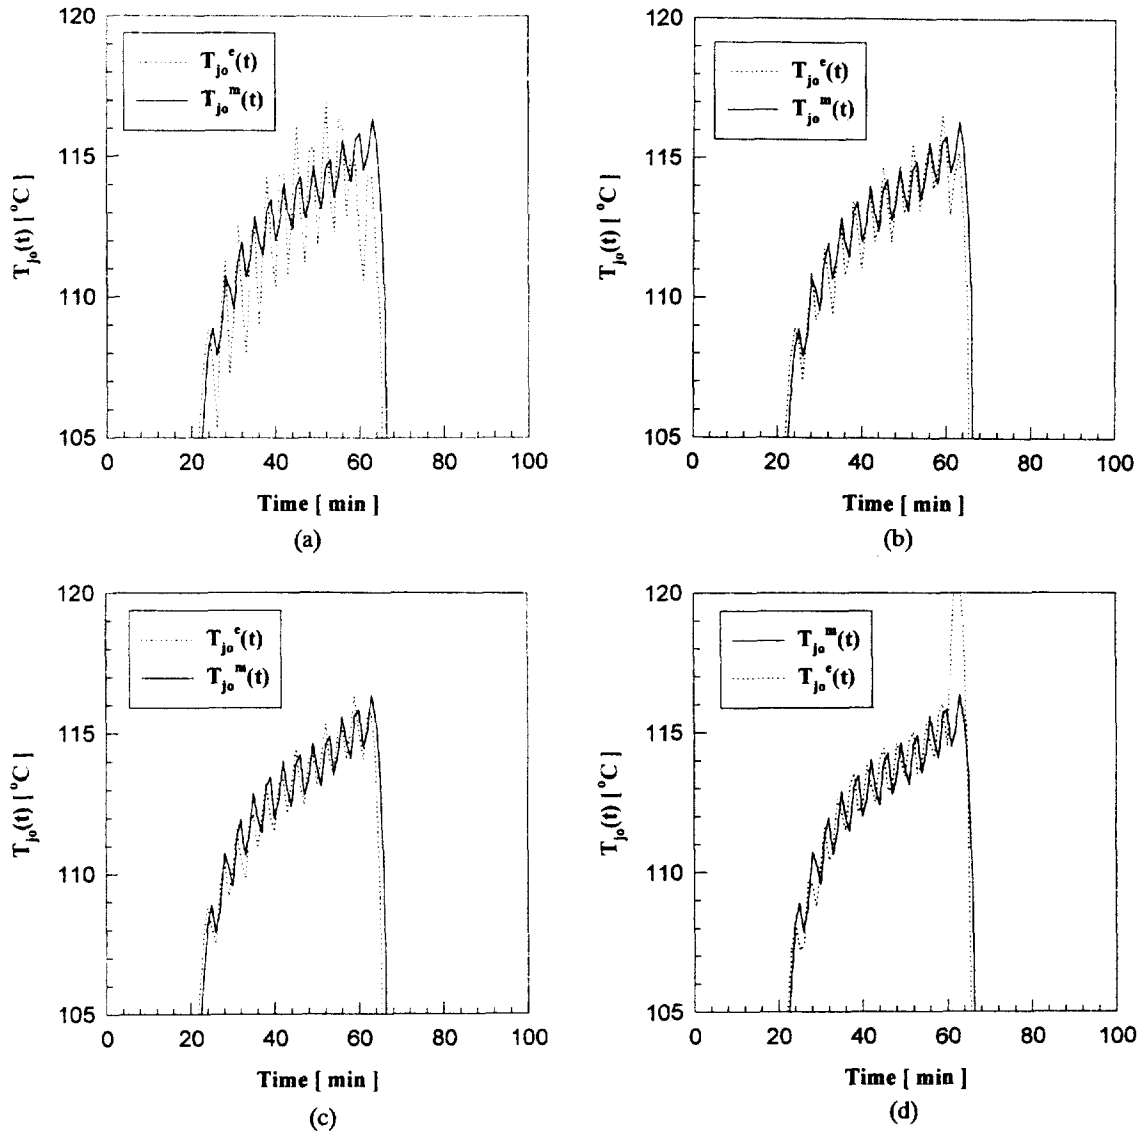 120
115
110
105
T_jo(t) [ °C ]
T_jo^e(t)
T_jo^m(t)
0 20 40 60 80 100
Time [ min ]
(a)
120
115
110
105
T_jo(t) [ °C ]
T_jo^e(t)
T_jo^m(t)
0 20 40 60 80 100
Time [ min ]
(b)
120
115
110
105
T_jo(t) [ °C ]
T_jo^e(t)
T_jo^m(t)
0 20 40 60 80 100
Time [ min ]
(c)
120
115
110
105
T_jo(t) [ °C ]
T_jo^m(t)
T_jo^e(t)
0 20 40 60 80 100
Time [ min ]
(d)